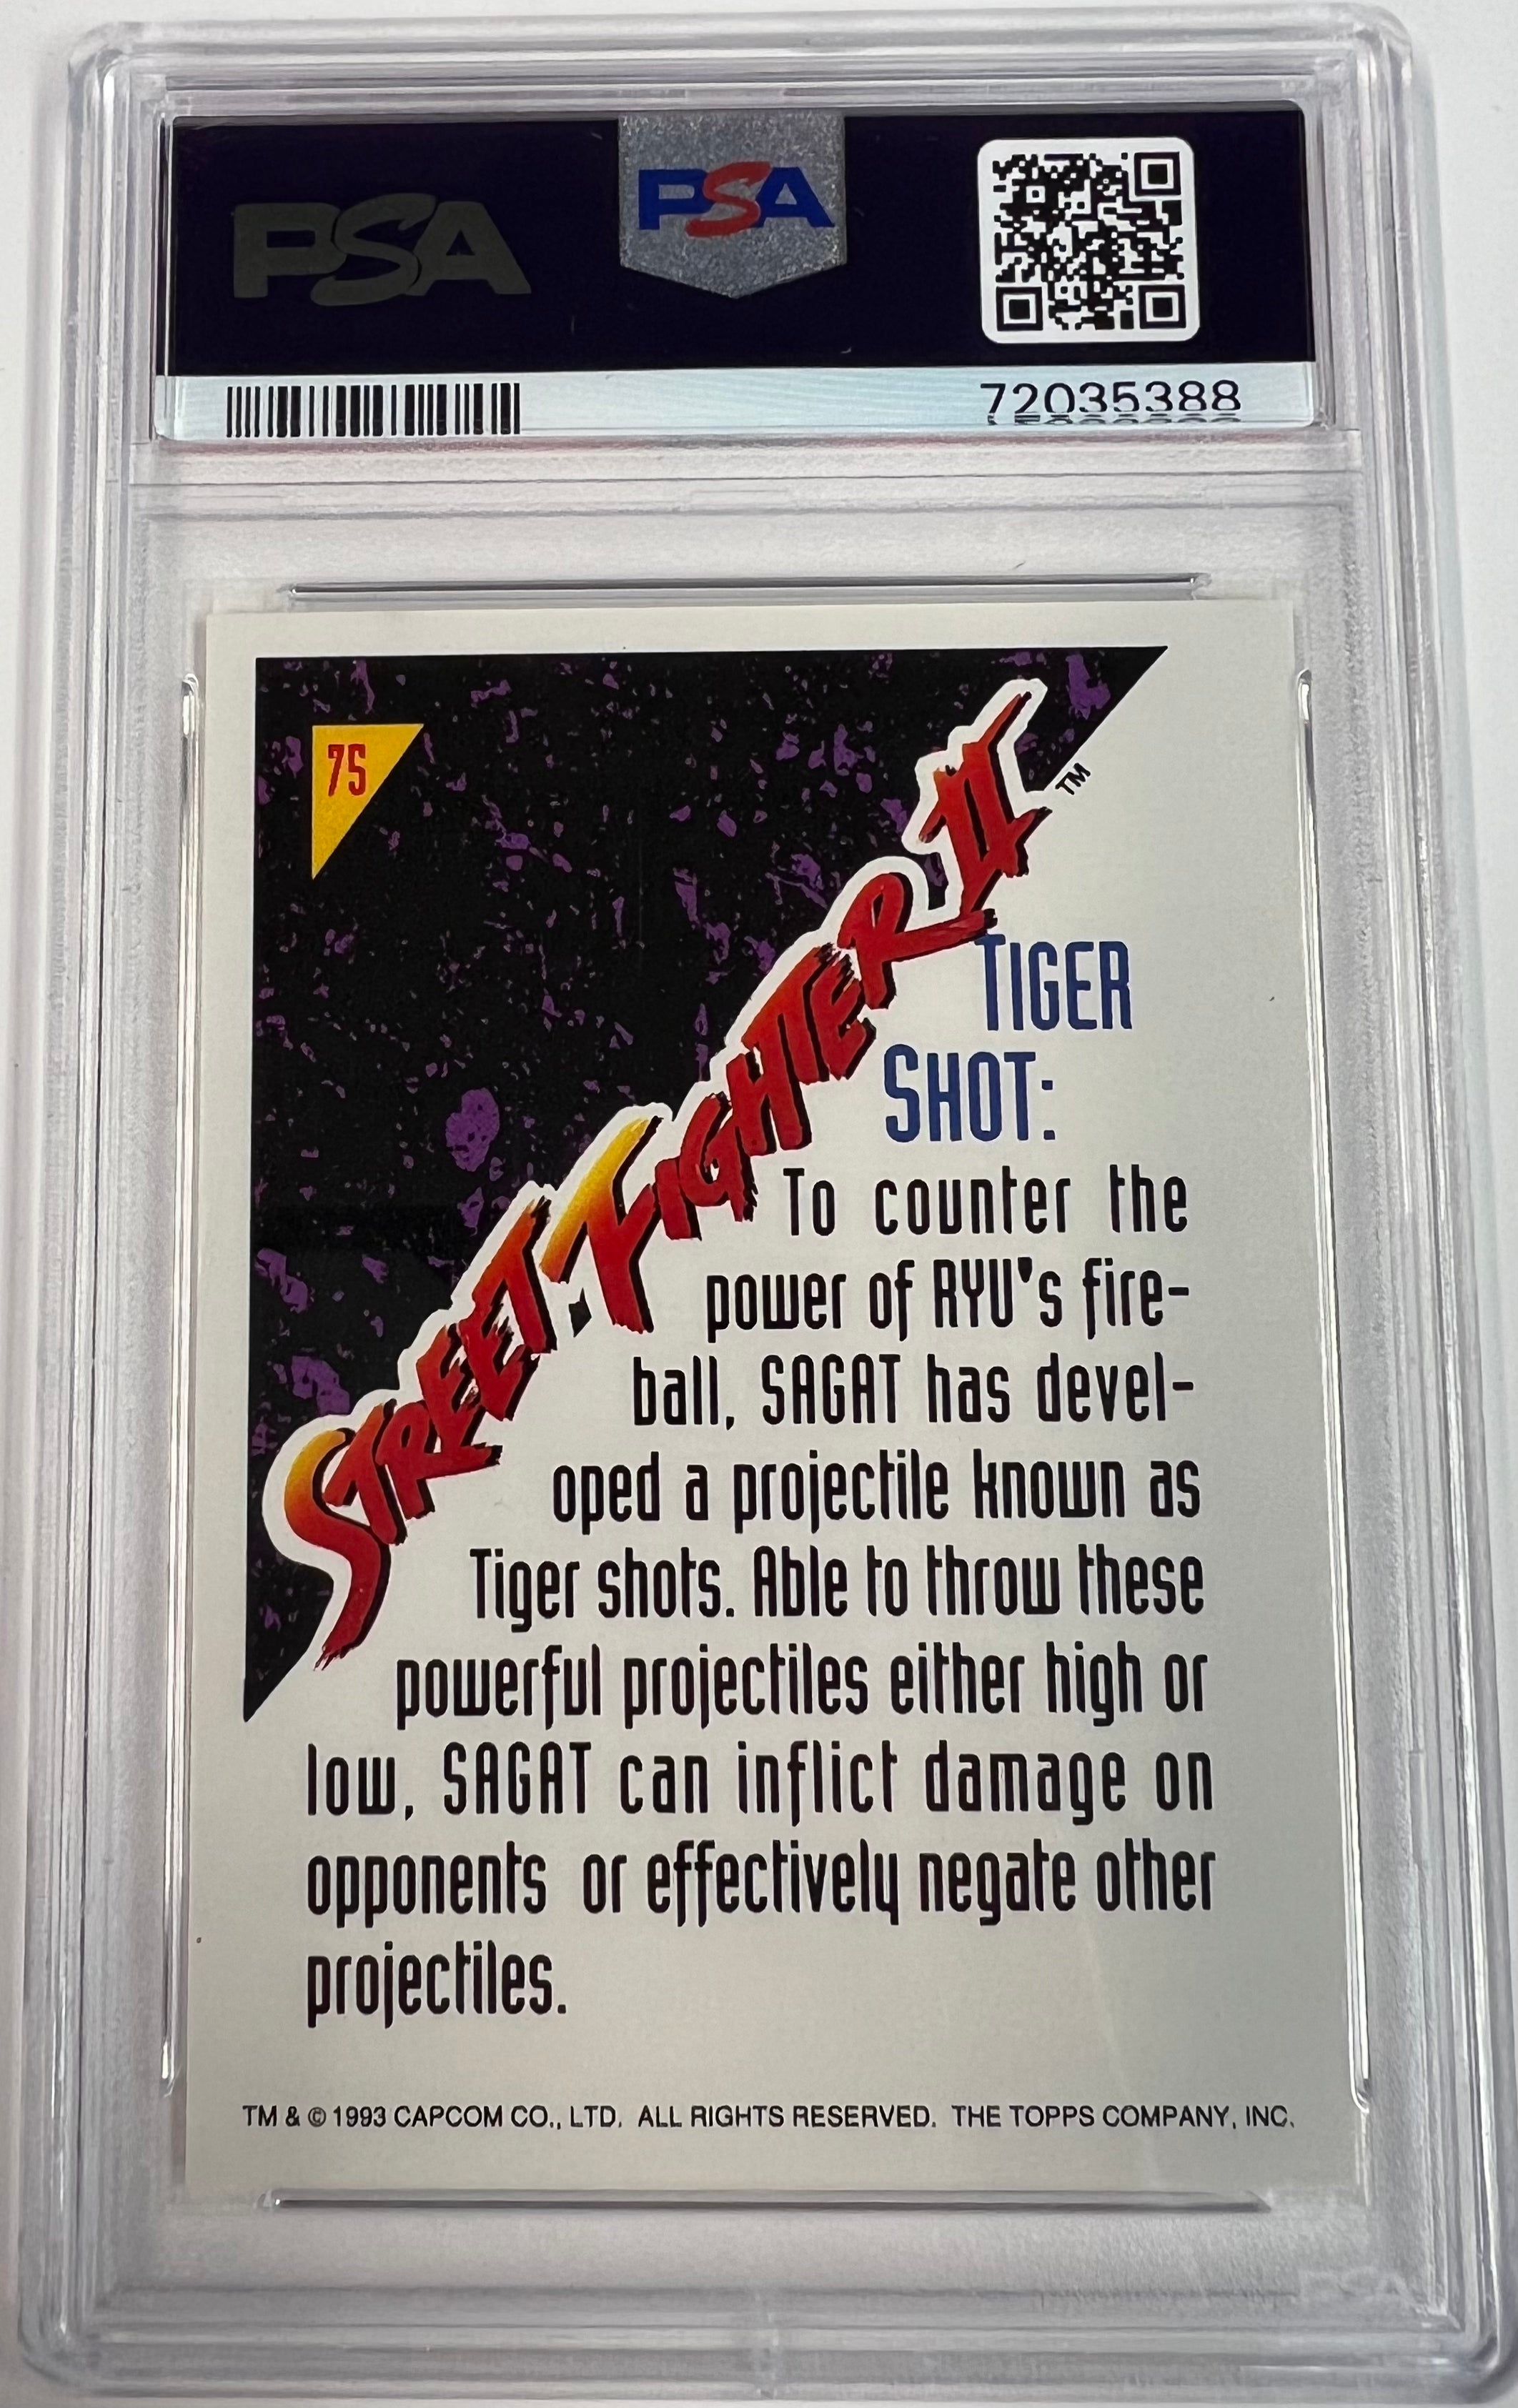 PSA
PSA
72035388
75
STREET FIGHTER II
TM
TIGER
SHOT:
To counter the
power of RYU's fire-
ball, SAGAT has devel-
oped a projectile known as
Tiger shots. Able to throw these
powerful projectiles either high or
low, SAGAT can inflict damage on
opponents or effectively negate other
projectiles.
TM & © 1993 CAPCOM CO., LTD. ALL RIGHTS RESERVED. THE TOPPS COMPANY, INC.
PSA